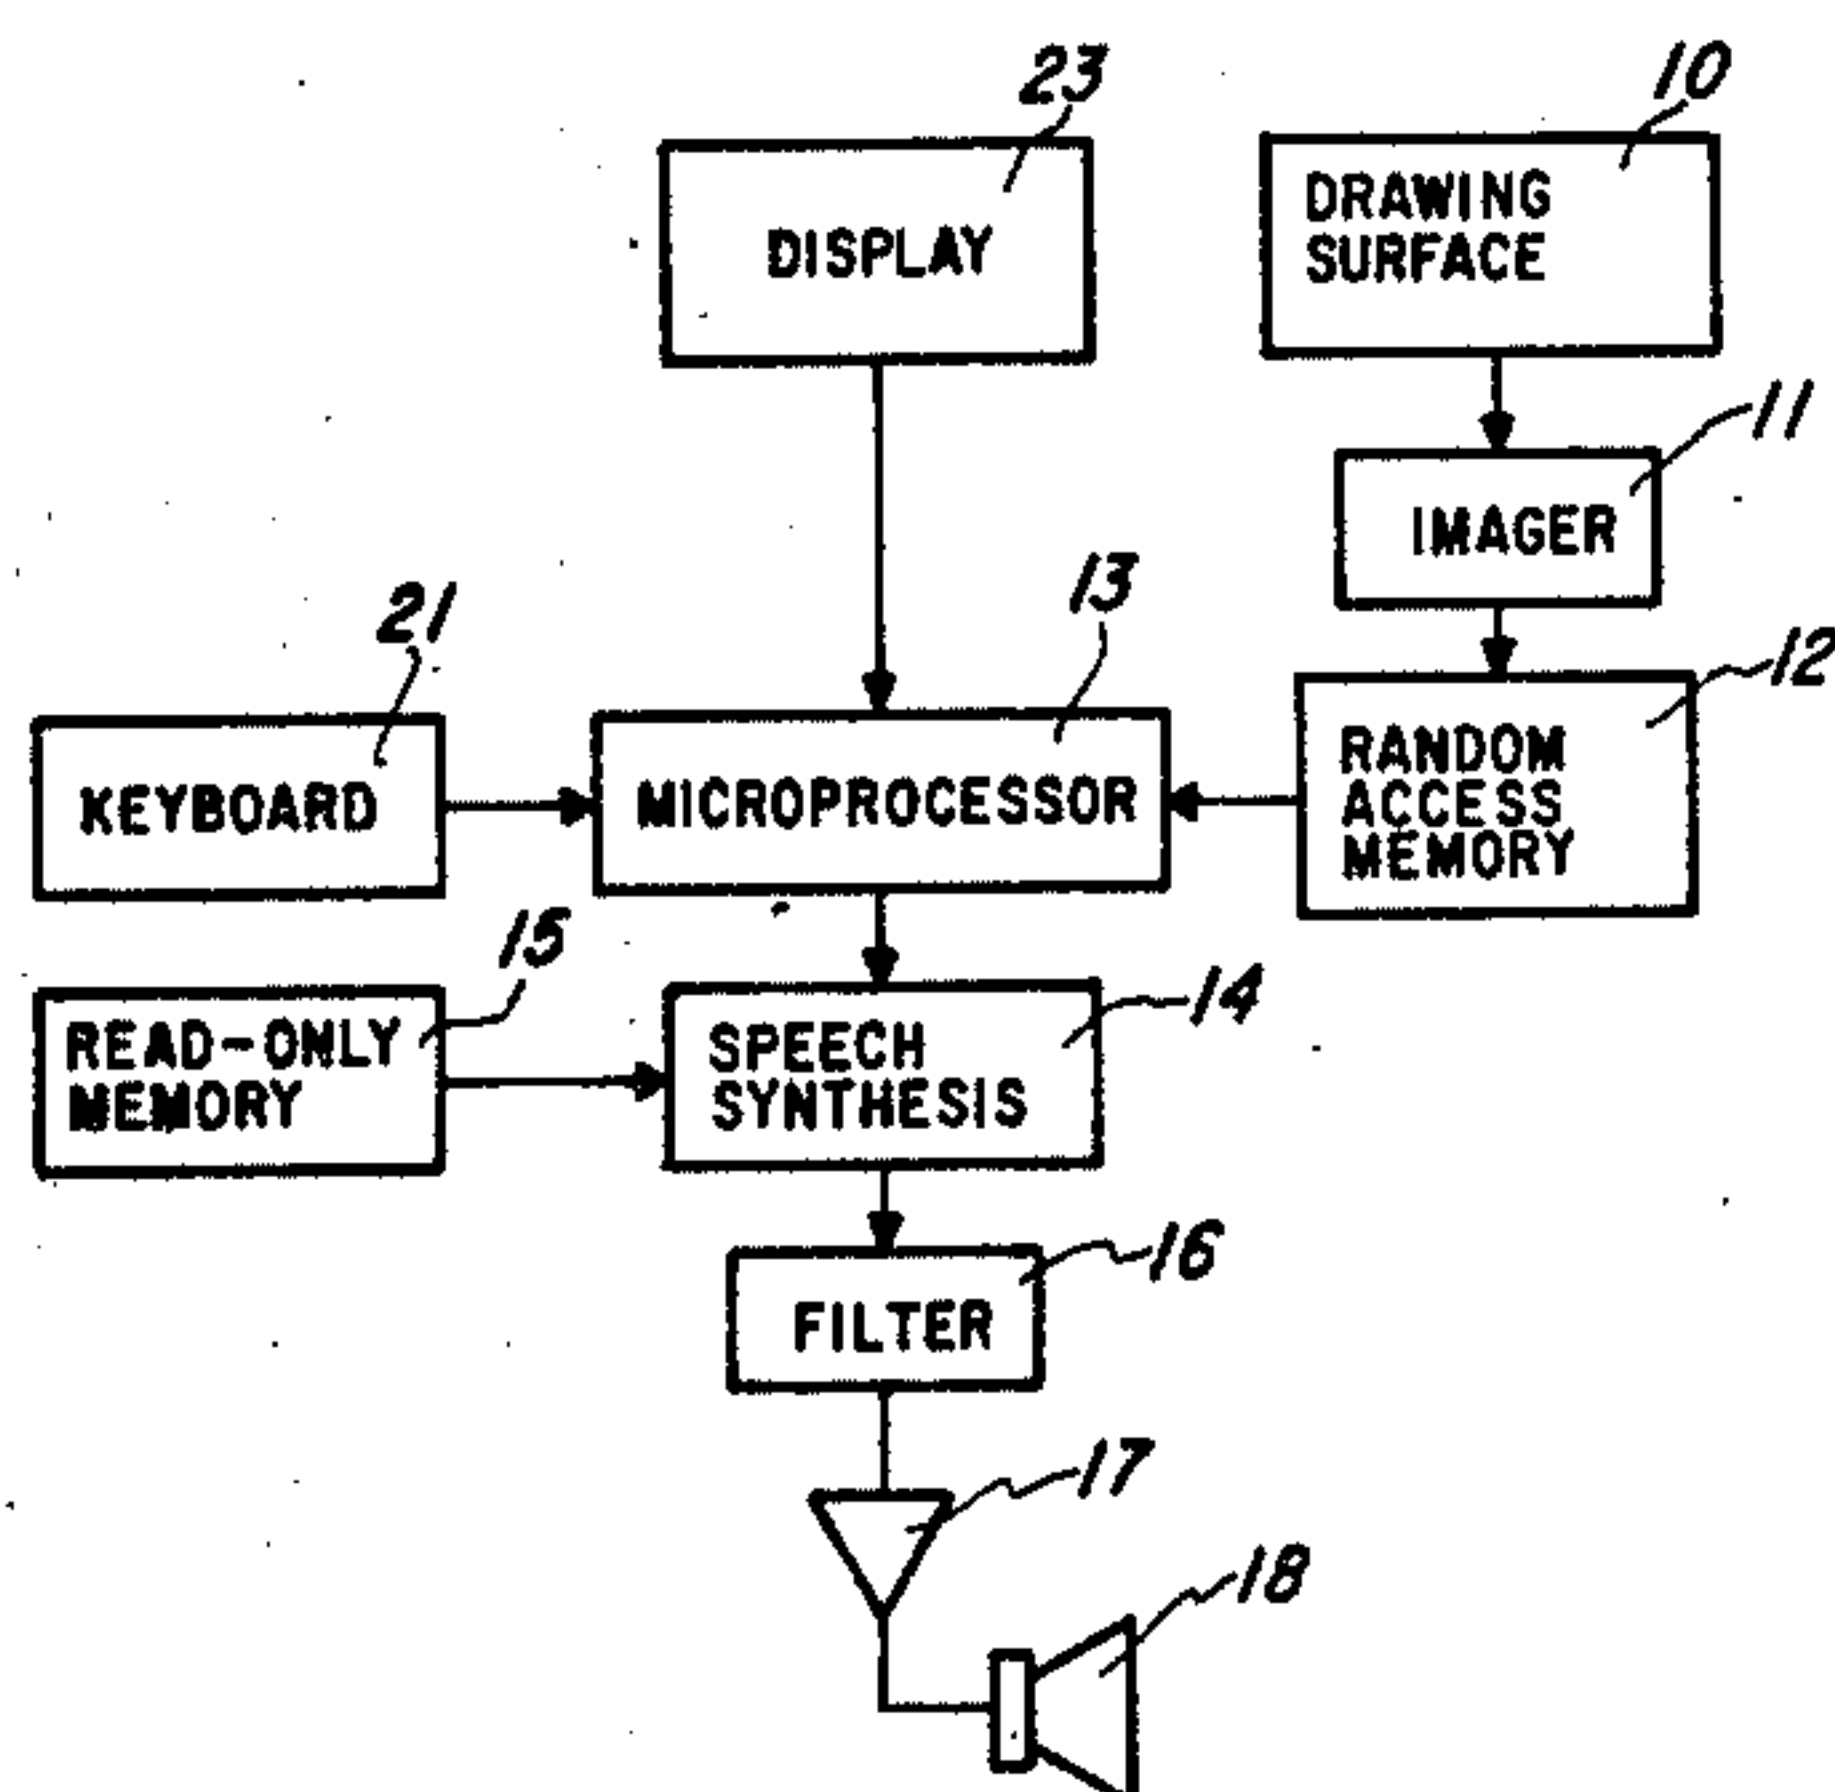 23
10
DISPLAY
DRAWING
SURFACE
11
IMAGER
13
21
12
KEYBOARD
MICROPROCESSOR
RANDOM
ACCESS
MEMORY
15
14
READ-ONLY
MEMORY
SPEECH
SYNTHESIS
16
FILTER
17
18